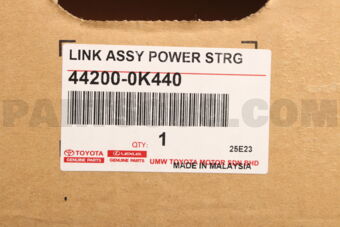 LINK ASSY POWER STRG
44200-0K440
QTY: 1
25E23
TOYOTA GENUINE PARTS
LEXUS GENUINE PARTS
UMW TOYOTA MOTOR SDN BHD
MADE IN MALAYSIA